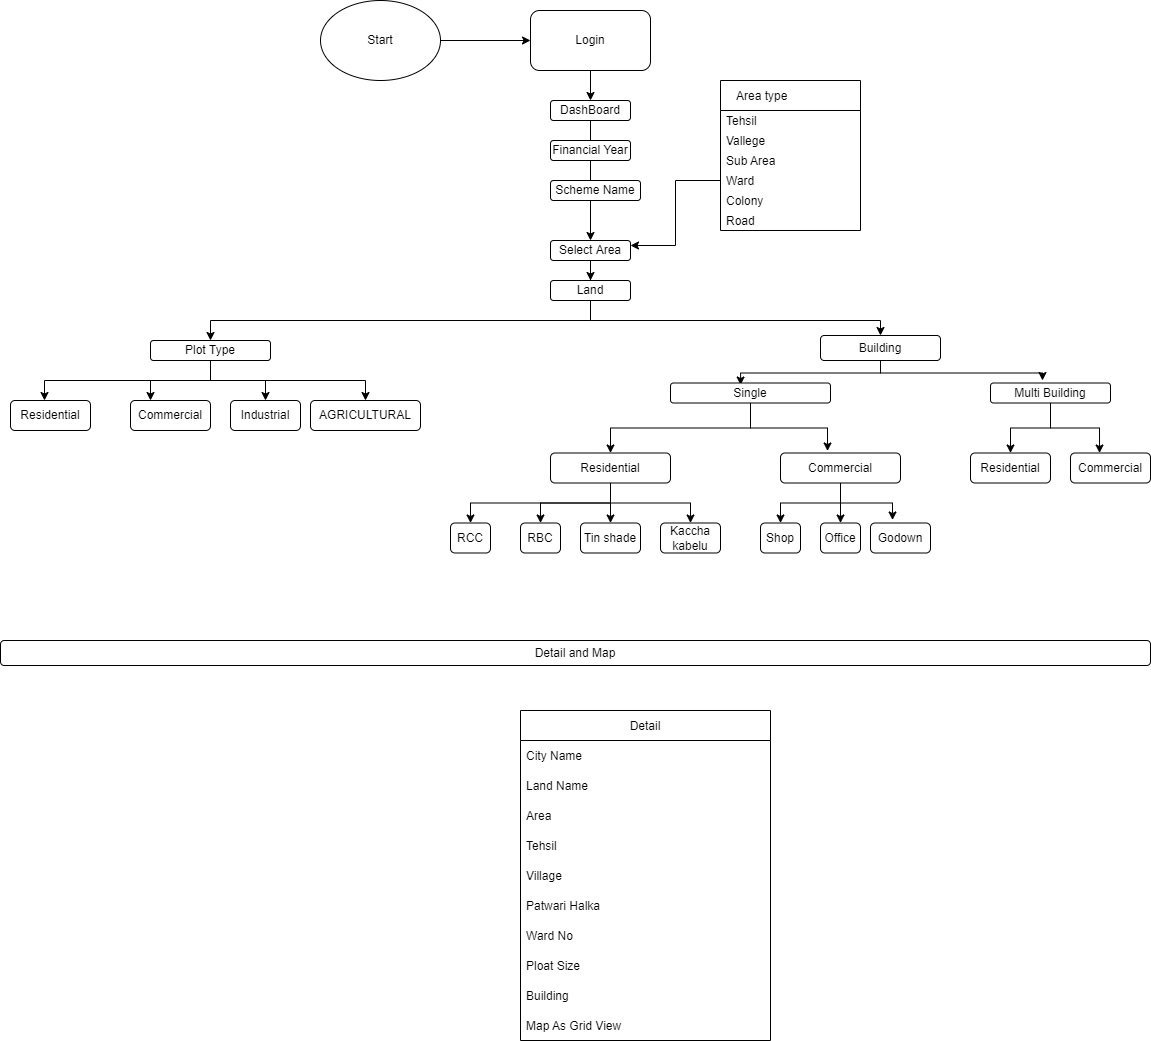 Start
Login
DashBoard
Area type
Tehsil
Vallege
Sub Area
Ward
Colony
Road
Financial Year
Scheme Name
Select Area
Land
Plot Type
Building
Residential
Commercial
Industrial
AGRICULTURAL
Single
Multi Building
Residential
Commercial
Residential
Commercial
RCC
RBC
Tin shade
Kaccha
kabelu
Shop
Office
Godown
Detail and Map
Detail
City Name
Land Name
Area
Tehsil
Village
Patwari Halka
Ward No
Ploat Size
Building
Map As Grid View